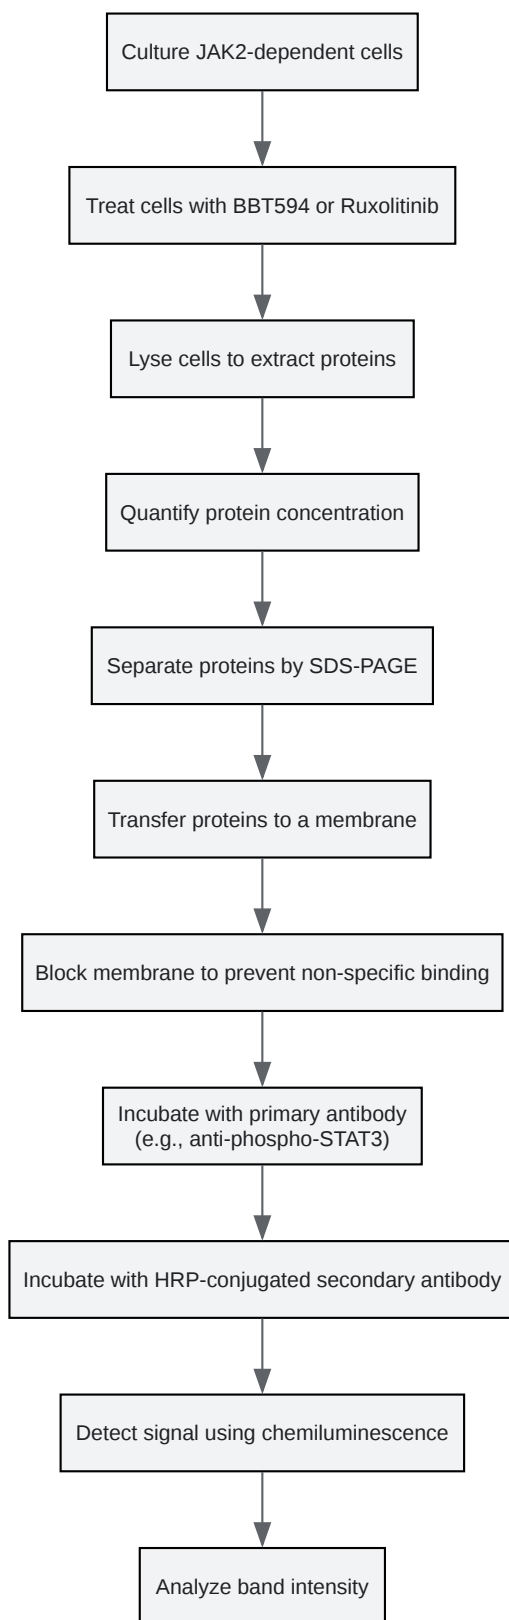 Culture JAK2-dependent cells
Treat cells with BBT594 or Ruxolitinib
Lyse cells to extract proteins
Quantify protein concentration
Separate proteins by SDS-PAGE
Transfer proteins to a membrane
Block membrane to prevent non-specific binding
Incubate with primary antibody
(e.g., anti-phospho-STAT3)
Incubate with HRP-conjugated secondary antibody
Detect signal using chemiluminescence
Analyze band intensity